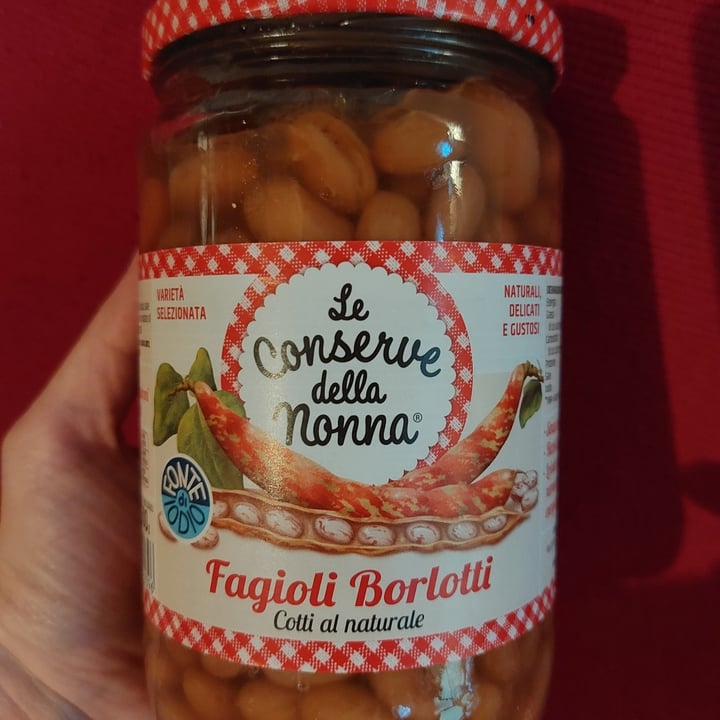 VARIETÀ
SELEZIONATA
Le
Conserve
della
Nonna®
NATURALI,
DELICATI
E GUSTOSI
FONTE
di
IODIO
Fagioli Borlotti
Cotti al naturale